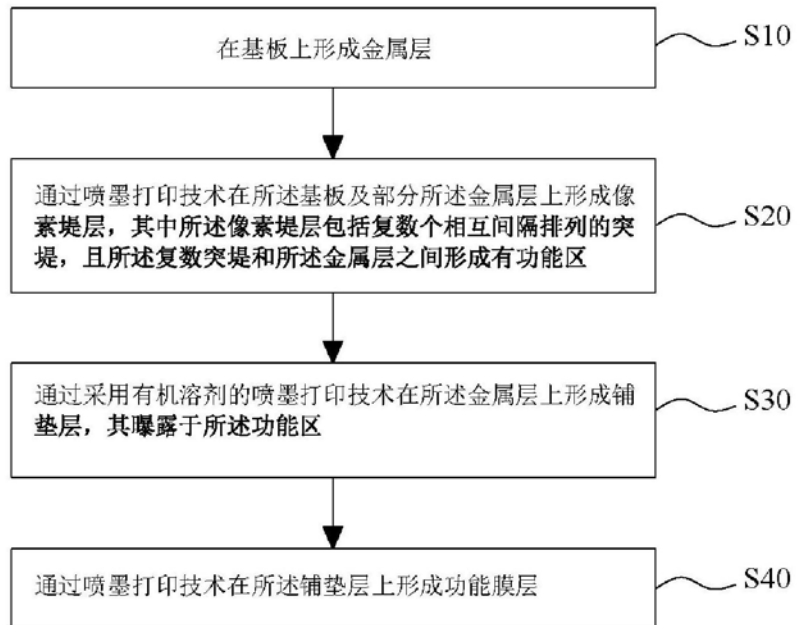 在基板上形成金属层
S10
通过喷墨打印技术在所述基板及部分所述金属层上形成像
素堤层，其中所述像素堤层包括复数个相互间隔排列的突
堤，且所述复数突堤和所述金属层之间形成有功能区
S20
通过采用有机溶剂的喷墨打印技术在所述金属层上形成铺
垫层，其曝露于所述功能区
S30
通过喷墨打印技术在所述铺垫层上形成功能膜层
S40